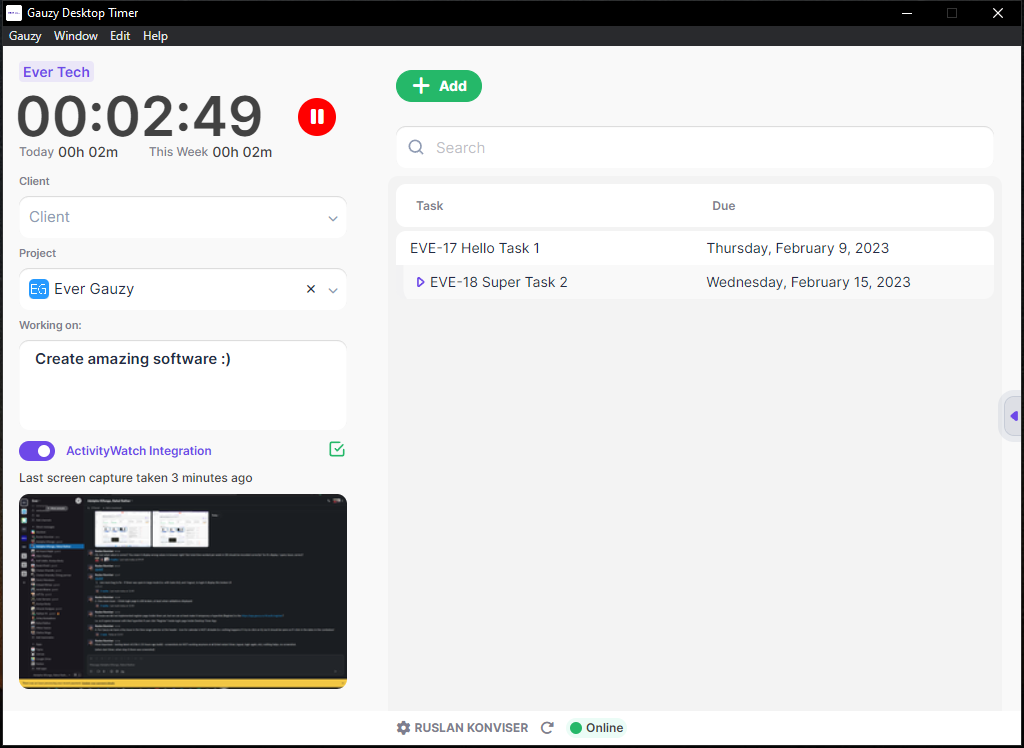 Gauzy Desktop Timer
Gauzy Window Edit Help
Ever Tech
00:02:49
Today 00h 02m This Week 00h 02m
Client
Client
Project
EG Ever Gauzy
Working on:
Create amazing software :)
ActivityWatch Integration
Last screen capture taken 3 minutes ago
Add
Search
Task Due
EVE-17 Hello Task 1 Thursday, February 9, 2023
EVE-18 Super Task 2 Wednesday, February 15, 2023
RUSLAN KONVISER Online